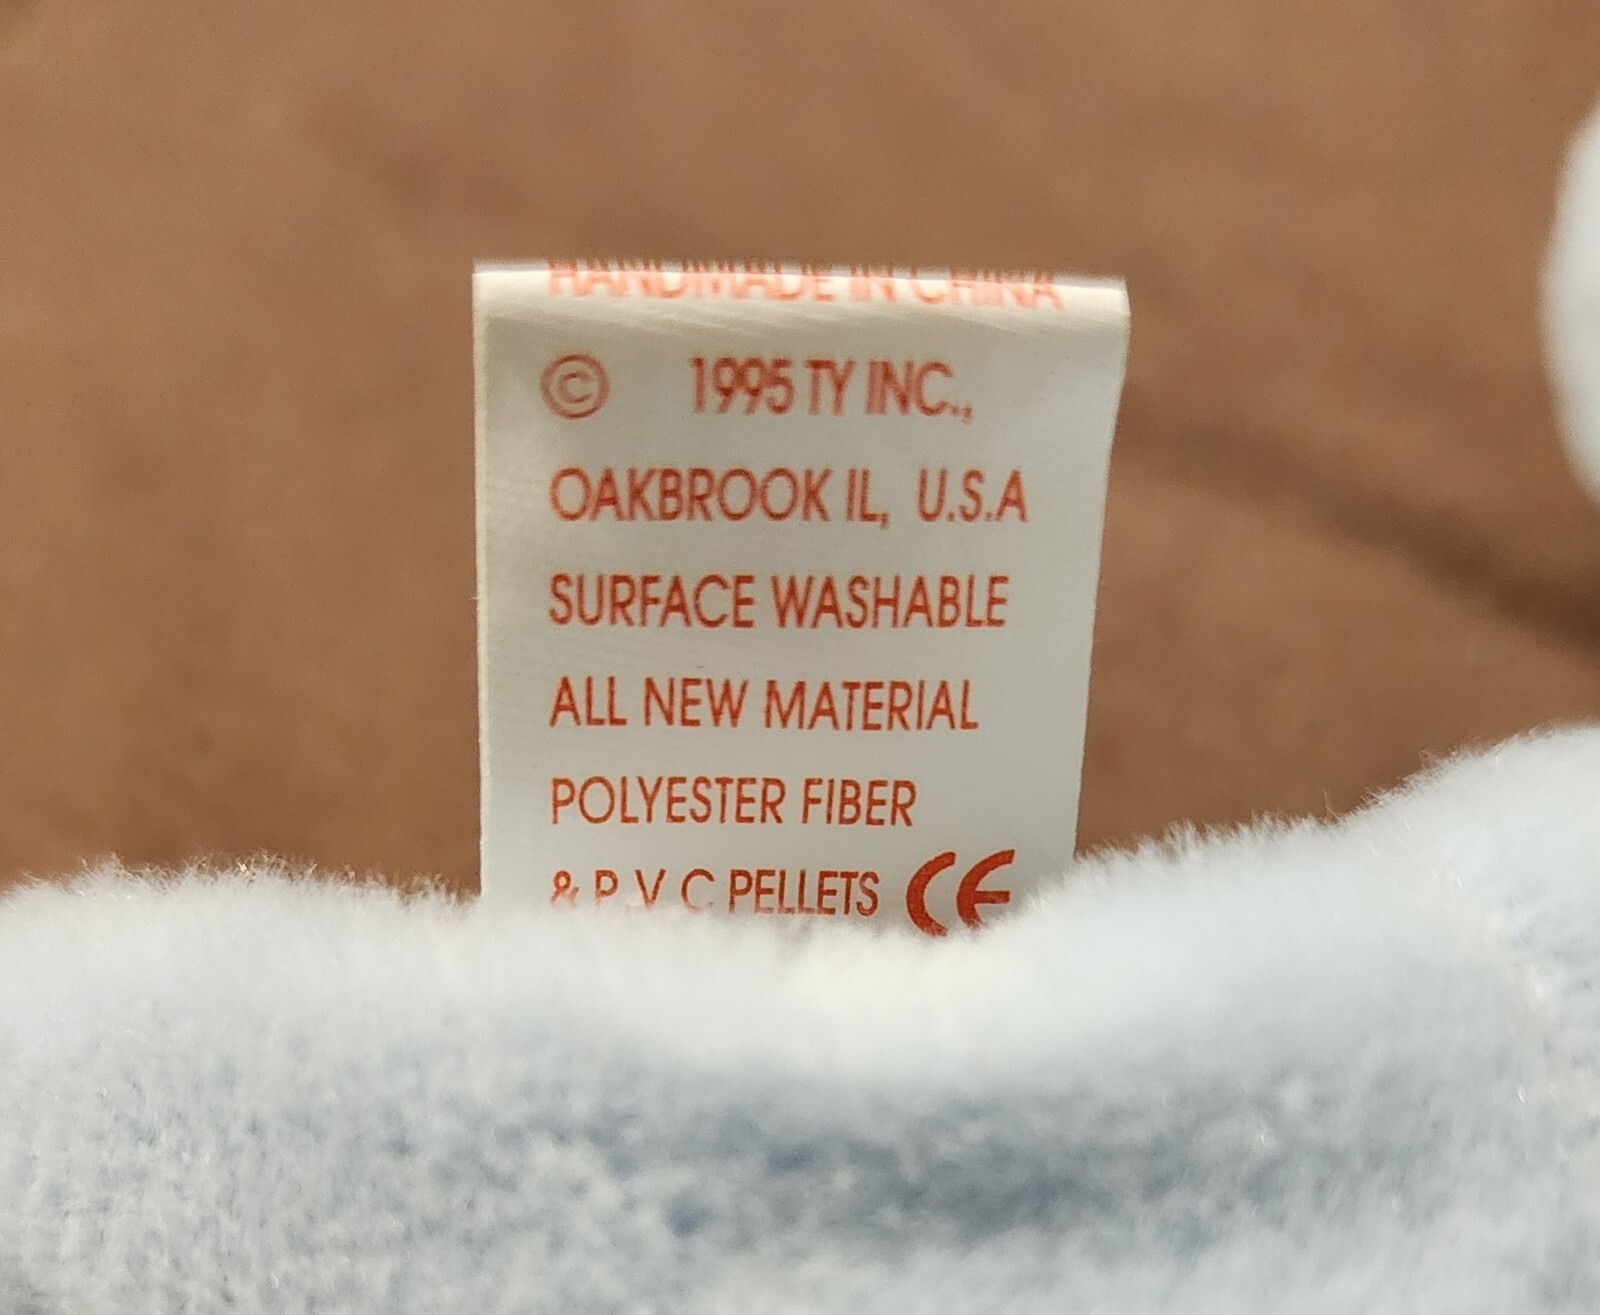 HANDMADE IN CHINA
© 1995 TY INC.,
OAKBROOK IL, U.S.A
SURFACE WASHABLE
ALL NEW MATERIAL
POLYESTER FIBER
& P.V.C PELLETS CE